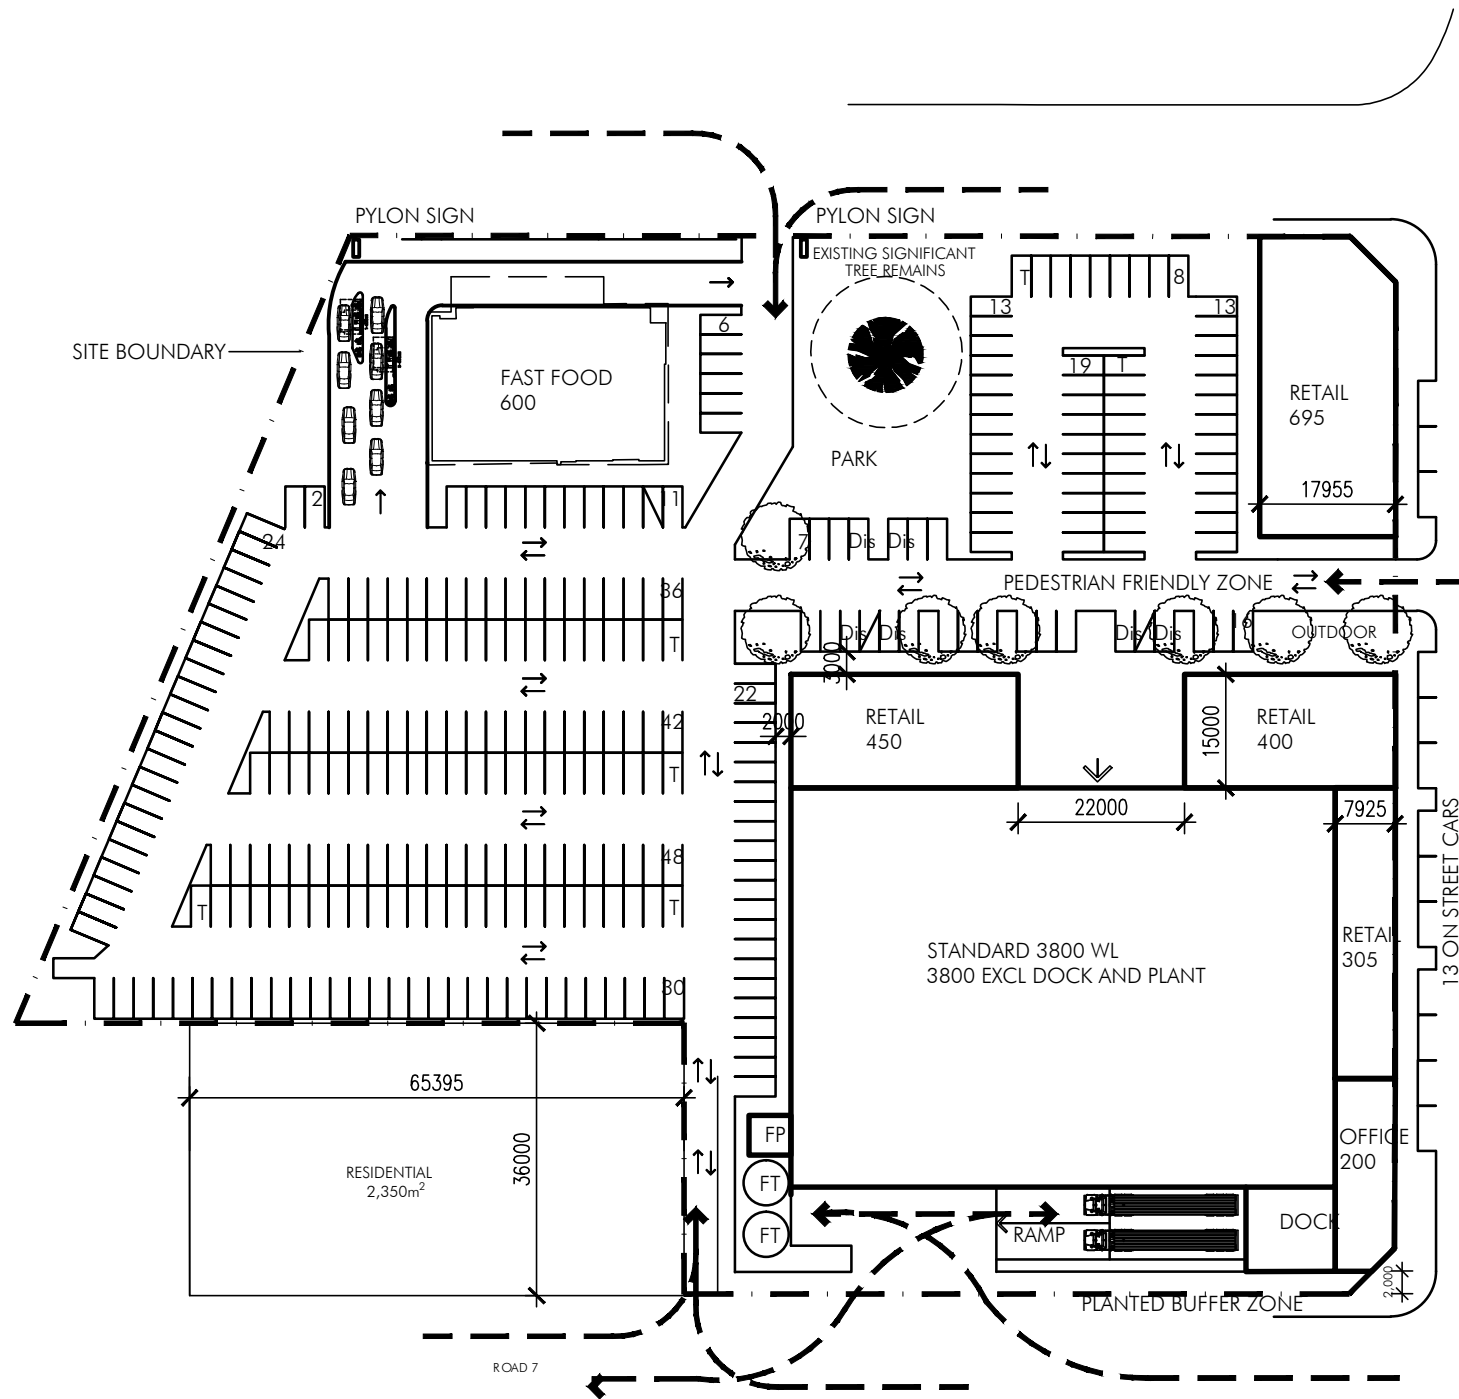 PYLON SIGN
PYLON SIGN
EXISTING SIGNIFICANT
TREE REMAINS
T
8
13
13
6
SITE BOUNDARY
19
T
FAST FOOD
600
RETAIL
695
PARK
17955
2
11
24
7
Dis
Dis
PEDESTRIAN FRIENDLY ZONE
36
T
Dis
Dis
Dis
Dis
OUTDOOR
22
2000
RETAIL
450
15000
RETAIL
400
42
T
22000
7925
48
T
T
13 ON STREET CARS
STANDARD 3800 WL
3800 EXCL DOCK AND PLANT
RETAIL
305
30
65395
36000
FP
OFFICE
200
RESIDENTIAL
2,350m²
FT
FT
RAMP
DOCK
2,000
PLANTED BUFFER ZONE
ROAD 7